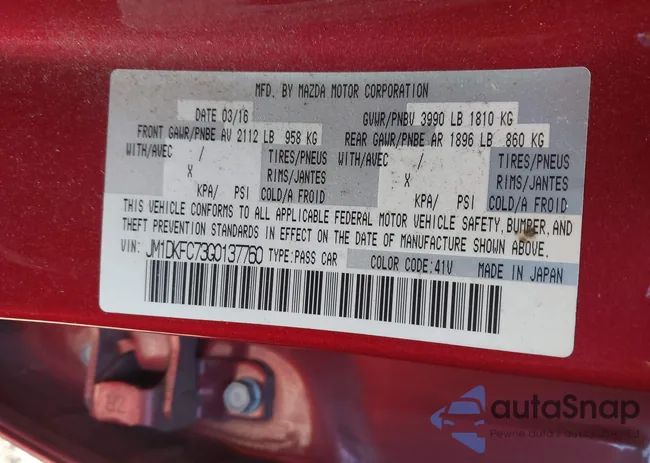 MFD. BY MAZDA MOTOR CORPORATION
DATE 03/16 GVWR/PNBV 3990 LB 1810 KG
FRONT GAWR/PNBE AV 2112 LB 958 KG REAR GAWR/PNBE AR 1896 LB 860 KG
WITH/AVEC / TIRES/PNEUS WITH/AVEC / TIRES/PNEUS
X RIMS/JANTES X RIMS/JANTES
KPA/ PSI COLD/A FROID KPA/ PSI COLD/A FROID
THIS VEHICLE CONFORMS TO ALL APPLICABLE FEDERAL MOTOR VEHICLE SAFETY, BUMPER, AND
THEFT PREVENTION STANDARDS IN EFFECT ON THE DATE OF MANUFACTURE SHOWN ABOVE.
VIN: JM1DKFC73G0137760 TYPE:PASS CAR COLOR CODE:41V MADE IN JAPAN
82
autaSnap
Pewne auta z aukcji